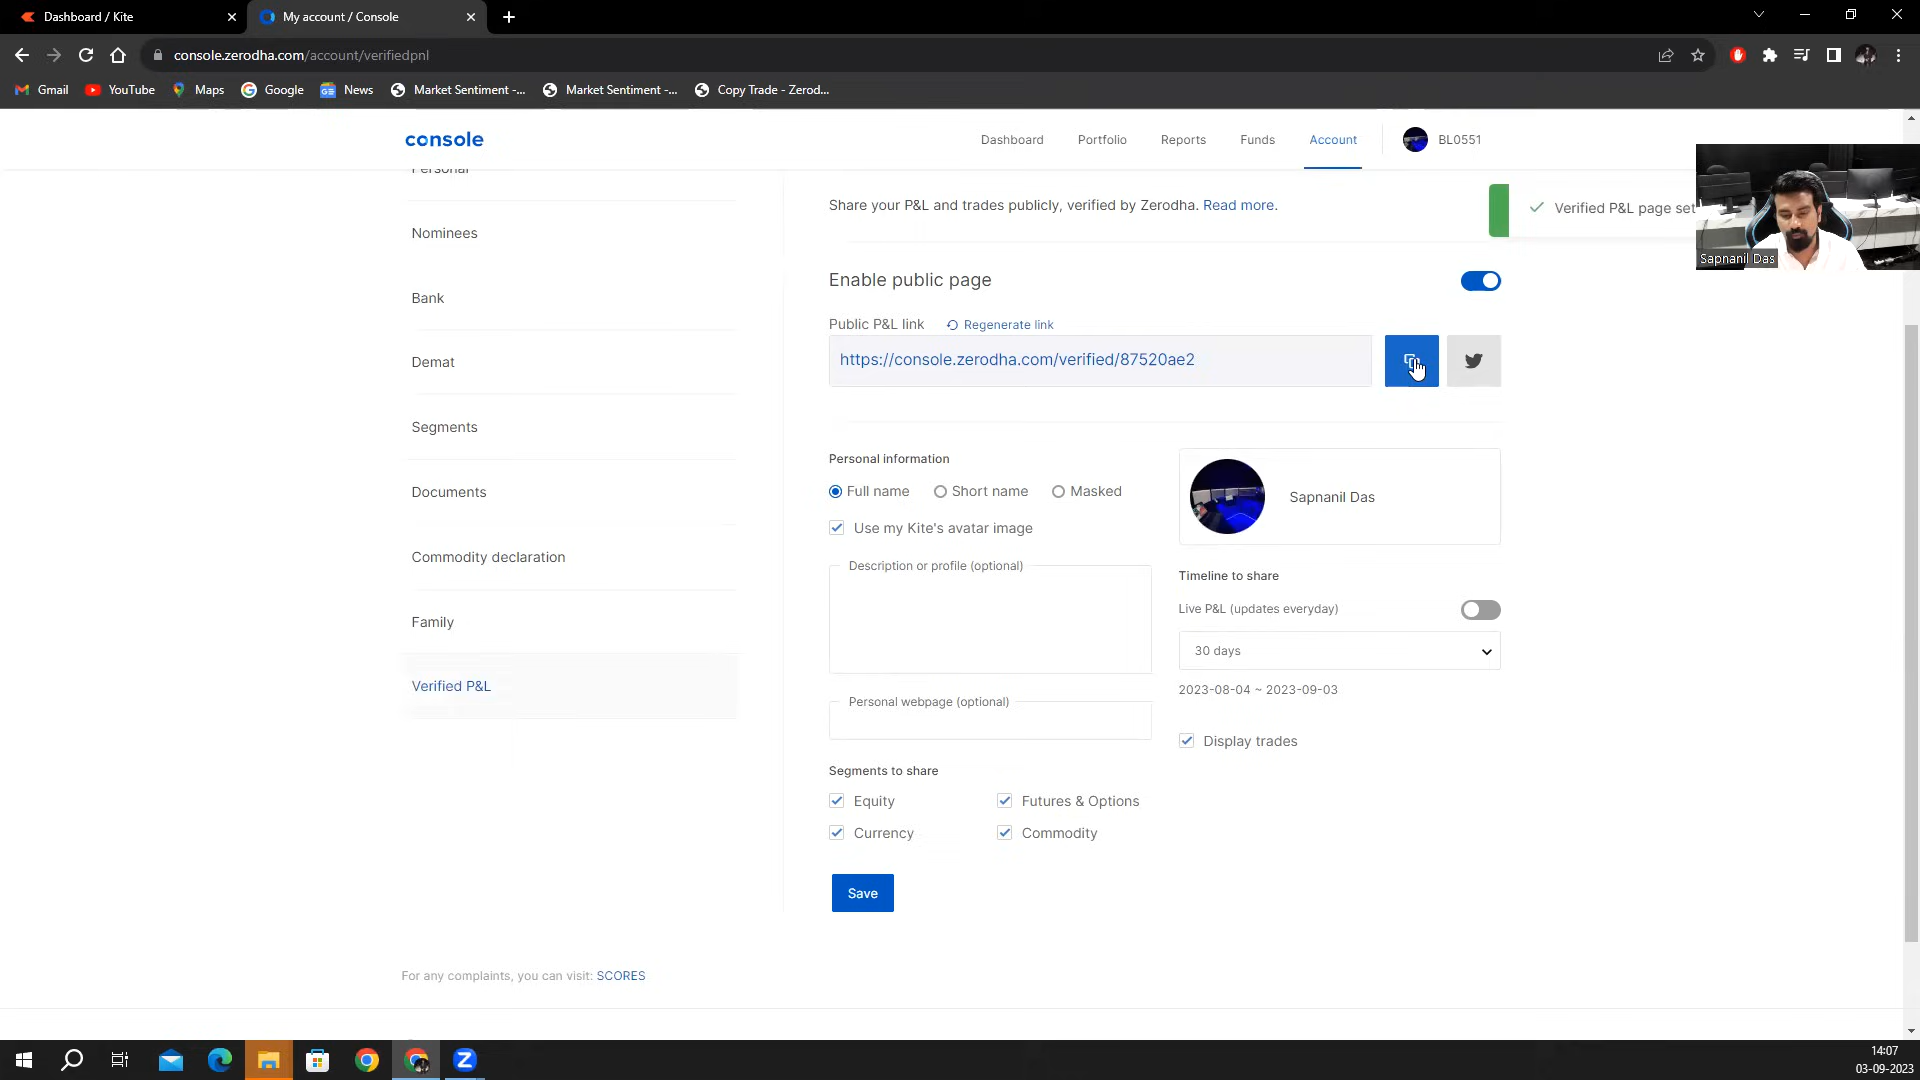 Dashboard / Kite
My account / Console
console.zerodha.com/account/verifiedpnl
Gmail
YouTube
Maps
Google
News
Market Sentiment -...
Market Sentiment -...
Copy Trade - Zerod...
console
Dashboard
Portfolio
Reports
Funds
Account
BL0551
Personal
Nominees
Bank
Demat
Segments
Documents
Commodity declaration
Family
Verified P&L
Share your P&L and trades publicly, verified by Zerodha. Read more.
Verified P&L page set
Sapnanil Das
Enable public page
Public P&L link
Regenerate link
https://console.zerodha.com/verified/87520ae2
Personal information
Full name
Short name
Masked
Use my Kite's avatar image
Description or profile (optional)
Personal webpage (optional)
Segments to share
Equity
Futures & Options
Currency
Commodity
Save
Sapnanil Das
Timeline to share
Live P&L (updates everyday)
30 days
2023-08-04 ~ 2023-09-03
Display trades
For any complaints, you can visit: SCORES
14:07
03-09-2023